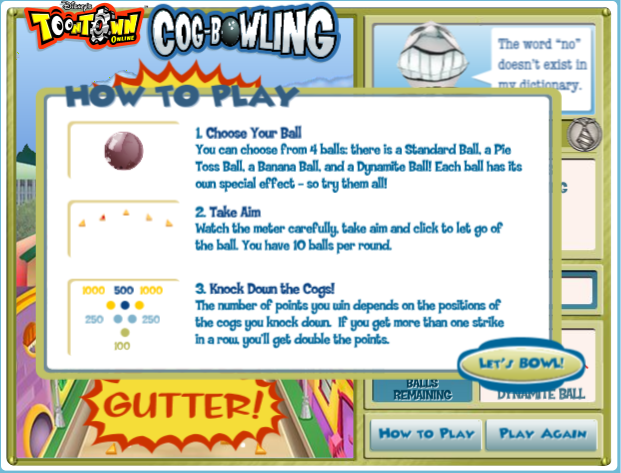 Disney's
TOONTOWN
ONLINE
COG-BOWLING
The word "no"
doesn't exist in
my dictionary.
HOW TO PLAY
1. Choose Your Ball
You can choose from 4 balls: there is a Standard Ball, a Pie
Toss Ball, a Banana Ball, and a Dynamite Ball! Each ball has its
own special effect - so try them all!
2. Take Aim
Watch the meter carefully, take aim and click to let go of
the ball. You have 10 balls per round.
1000 500 1000
250 250
100
3. Knock Down the Cogs!
The number of points you win depends on the positions of
the cogs you knock down. If you get more than one strike
in a row, you'll get double the points.
LET'S BOWL!
GUTTER!
BALLS
REMAINING
DYNAMITE BALL
HOW TO PLAY
PLAY AGAIN